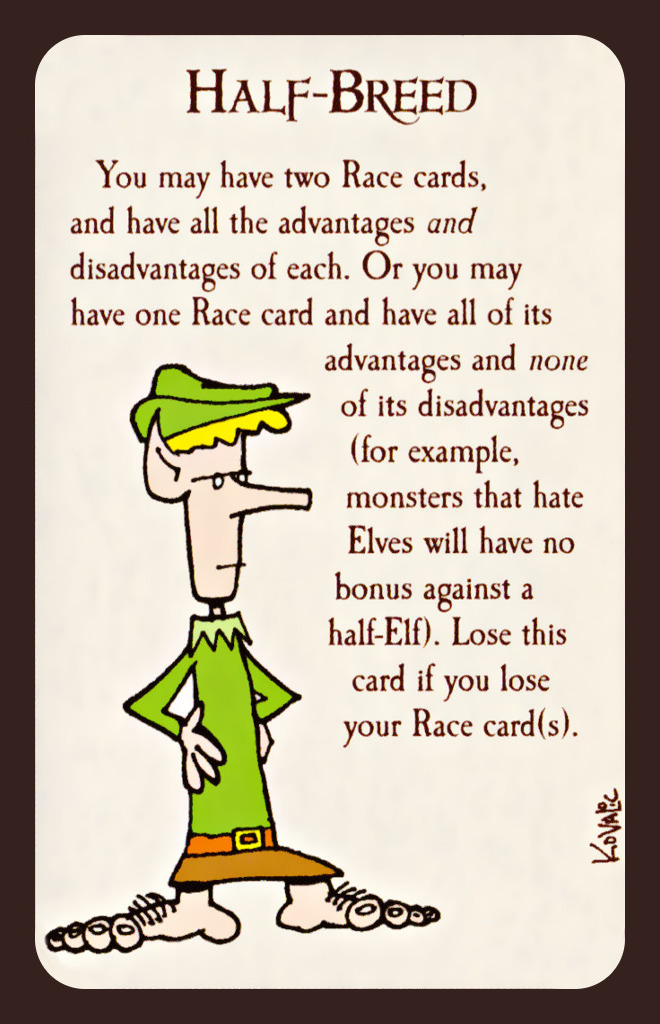 Half-Breed
You may have two Race cards,
and have all the advantages and
disadvantages of each. Or you may
have one Race card and have all of its
advantages and none
of its disadvantages
(for example,
monsters that hate
Elves will have no
bonus against a
half-Elf). Lose this
card if you lose
your Race card(s).
Kovalic